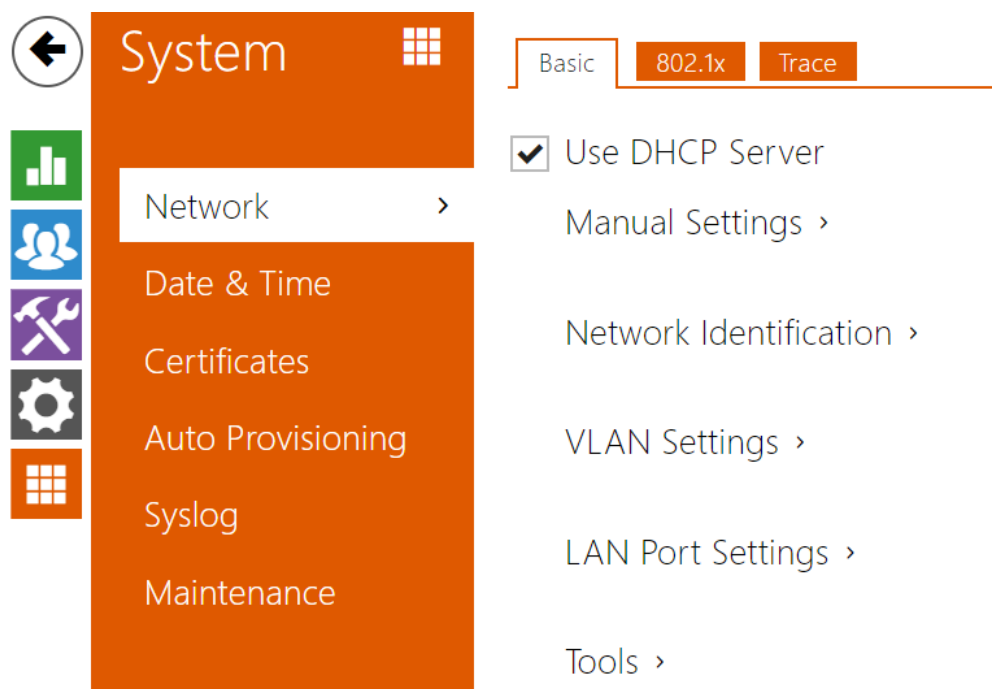 System
Network
Date & Time
Certificates
Auto Provisioning
Syslog
Maintenance
Basic
802.1x
Trace
Use DHCP Server
Manual Settings
Network Identification
VLAN Settings
LAN Port Settings
Tools